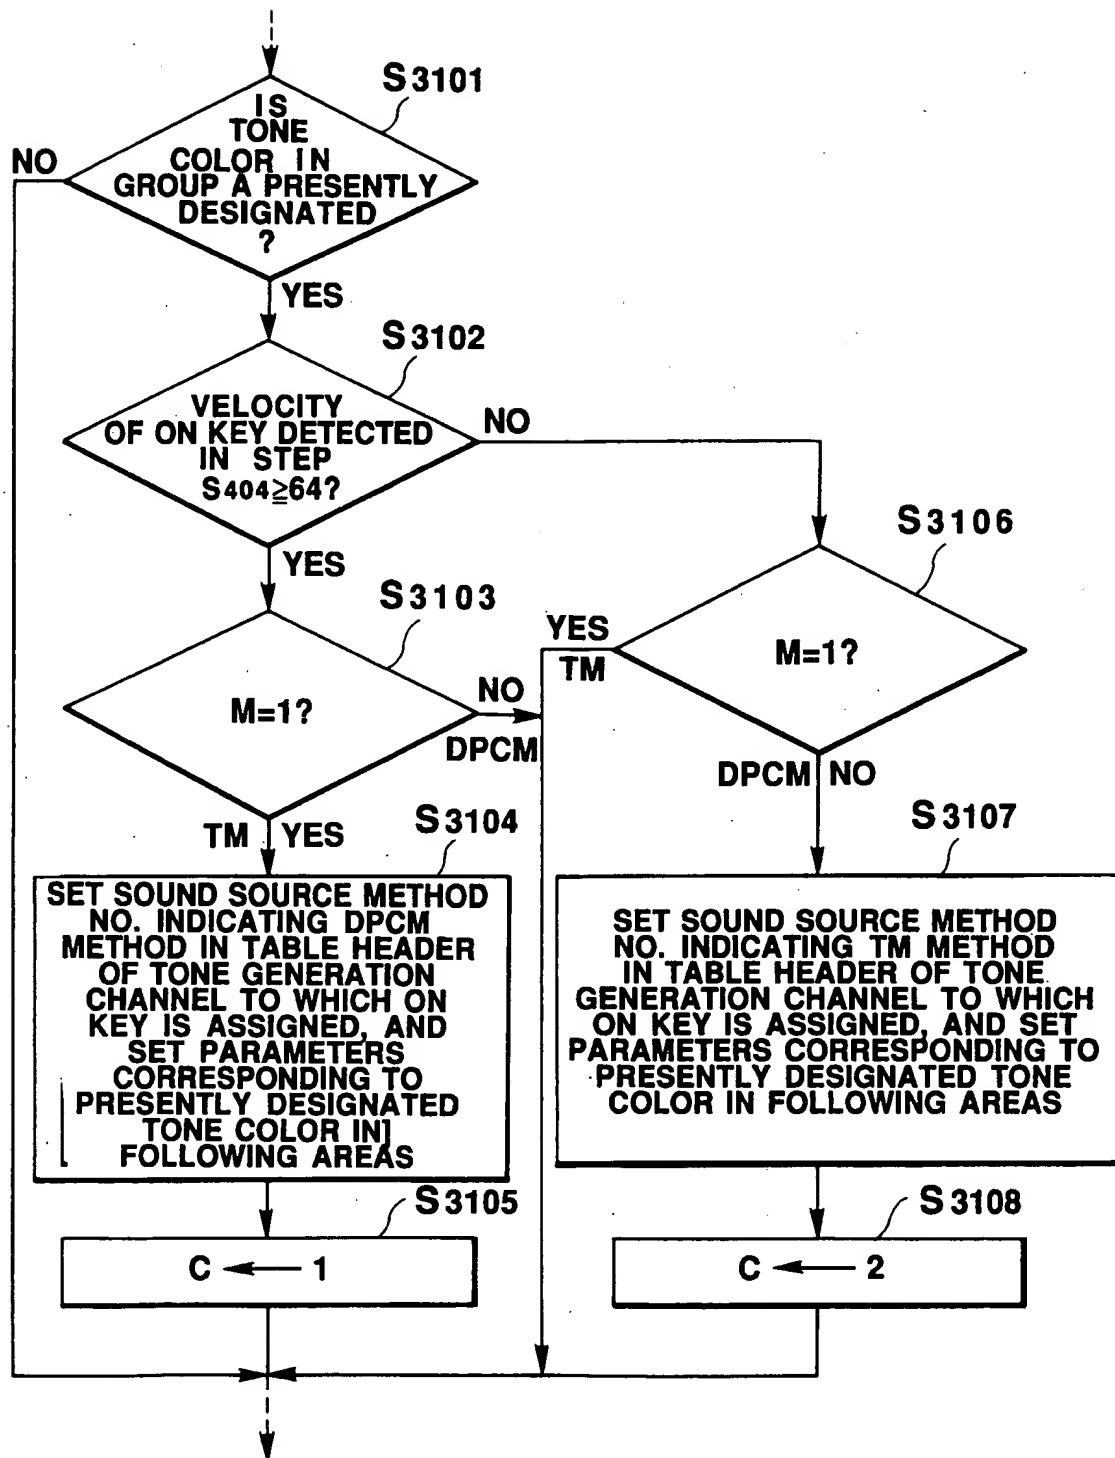 S3101
IS
TONE
COLOR IN
GROUP A PRESENTLY
DESIGNATED
?
NO
YES
S3102
VELOCITY
OF ON KEY DETECTED
IN STEP
S404≧64?
NO
YES
S3103
M=1?
NO
DPCM
TM YES
S3106
M=1?
YES
TM
DPCM NO
S3104
SET SOUND SOURCE METHOD
NO. INDICATING DPCM
METHOD IN TABLE HEADER
OF TONE GENERATION
CHANNEL TO WHICH ON
KEY IS ASSIGNED, AND
SET PARAMETERS
CORRESPONDING TO
PRESENTLY DESIGNATED
TONE COLOR IN]
FOLLOWING AREAS
S3107
SET SOUND SOURCE METHOD
NO. INDICATING TM METHOD
IN TABLE HEADER OF TONE
GENERATION CHANNEL TO WHICH
ON KEY IS ASSIGNED, AND SET
PARAMETERS CORRESPONDING TO
PRESENTLY DESIGNATED TONE
COLOR IN FOLLOWING AREAS
S3105
C ← 1
S3108
C ← 2